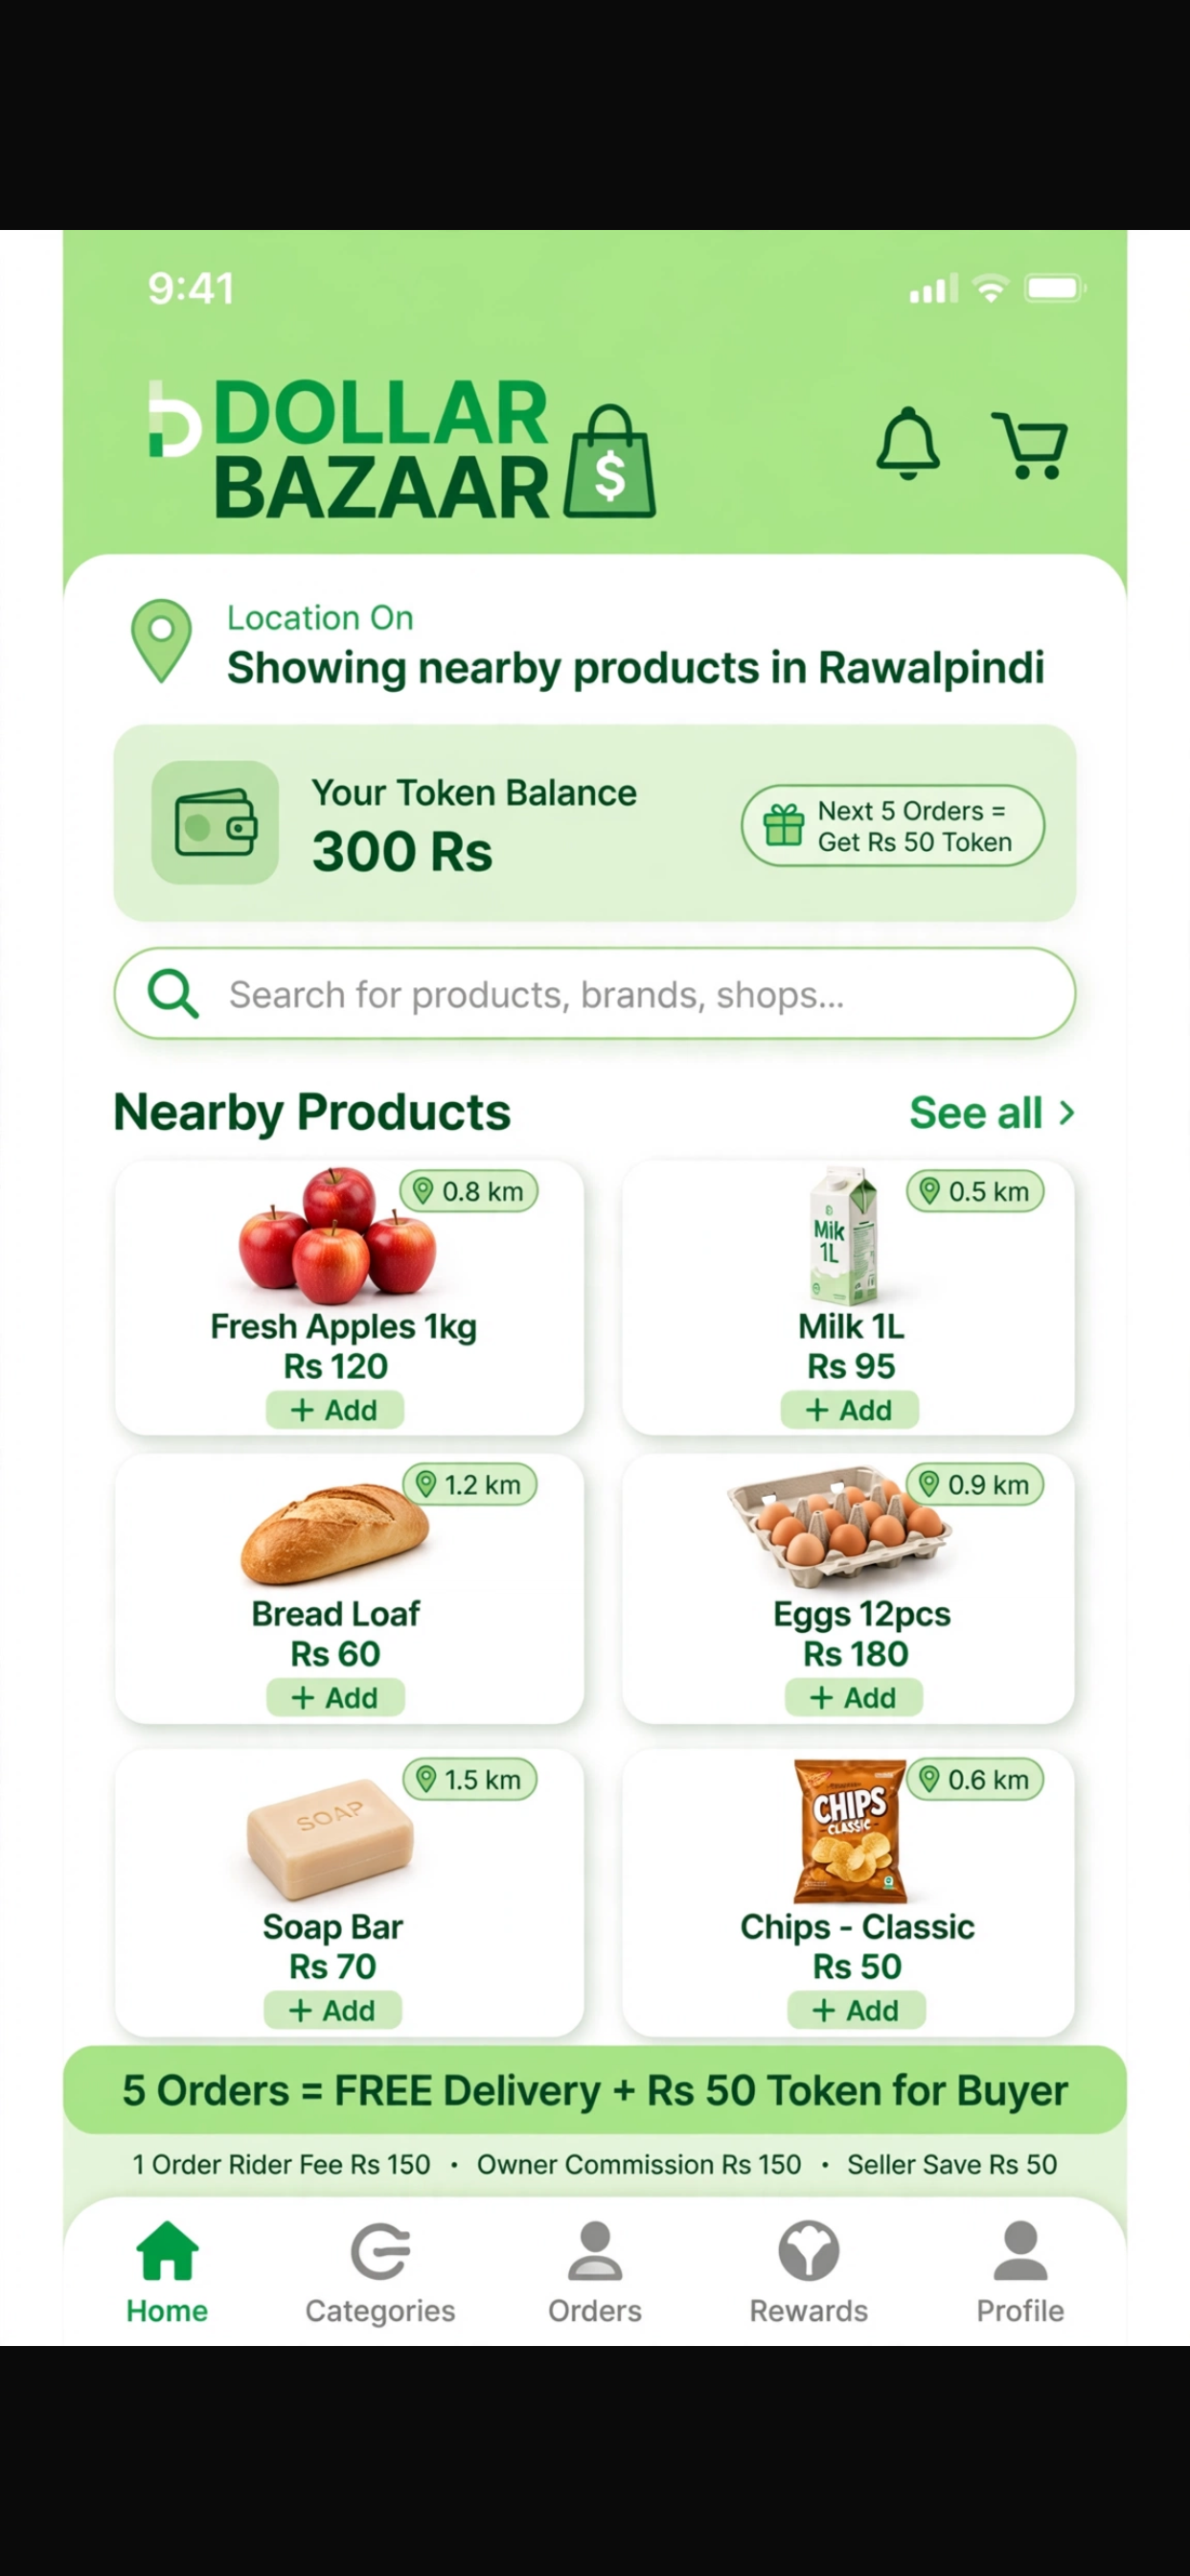 9:41
DOLLAR
BAZAAR
$
Location On
Showing nearby products in Rawalpindi
Your Token Balance
300 Rs
Next 5 Orders =
Get Rs 50 Token
Search for products, brands, shops...
Nearby Products
See all >
0.8 km
Fresh Apples 1kg
Rs 120
+ Add
0.5 km
Mik
1L
Milk 1L
Rs 95
+ Add
1.2 km
Bread Loaf
Rs 60
+ Add
0.9 km
Eggs 12pcs
Rs 180
+ Add
1.5 km
SOAP
Soap Bar
Rs 70
+ Add
0.6 km
CHIPS
CLASSIC
Chips - Classic
Rs 50
+ Add
5 Orders = FREE Delivery + Rs 50 Token for Buyer
1 Order Rider Fee Rs 150 • Owner Commission Rs 150 • Seller Save Rs 50
Home
Categories
Orders
Rewards
Profile